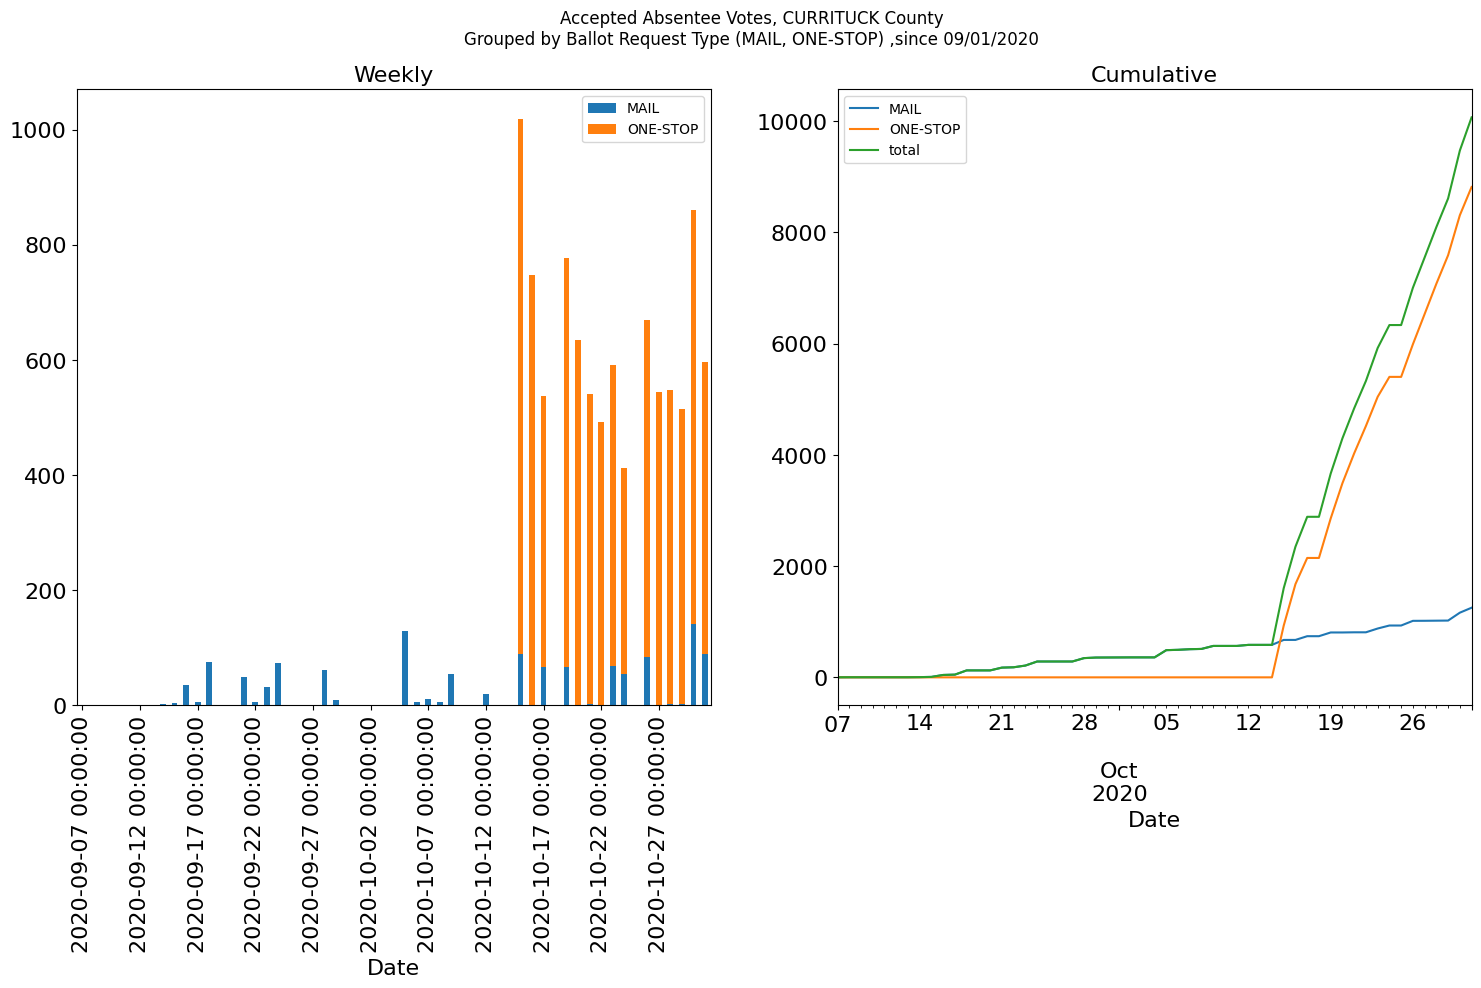 Accepted Absentee Votes, CURRITUCK County
Grouped by Ballot Request Type (MAIL, ONE-STOP) ,since 09/01/2020
Weekly
MAIL
ONE-STOP
1000
800
600
400
200
0
2020-09-07 00:00:00
2020-09-12 00:00:00
2020-09-17 00:00:00
2020-09-22 00:00:00
2020-09-27 00:00:00
2020-10-02 00:00:00
2020-10-07 00:00:00
2020-10-12 00:00:00
2020-10-17 00:00:00
2020-10-22 00:00:00
2020-10-27 00:00:00
Date
Cumulative
MAIL
ONE-STOP
total
10000
8000
6000
4000
2000
0
07 14 21 28 05 12 19 26
Oct
2020
Date